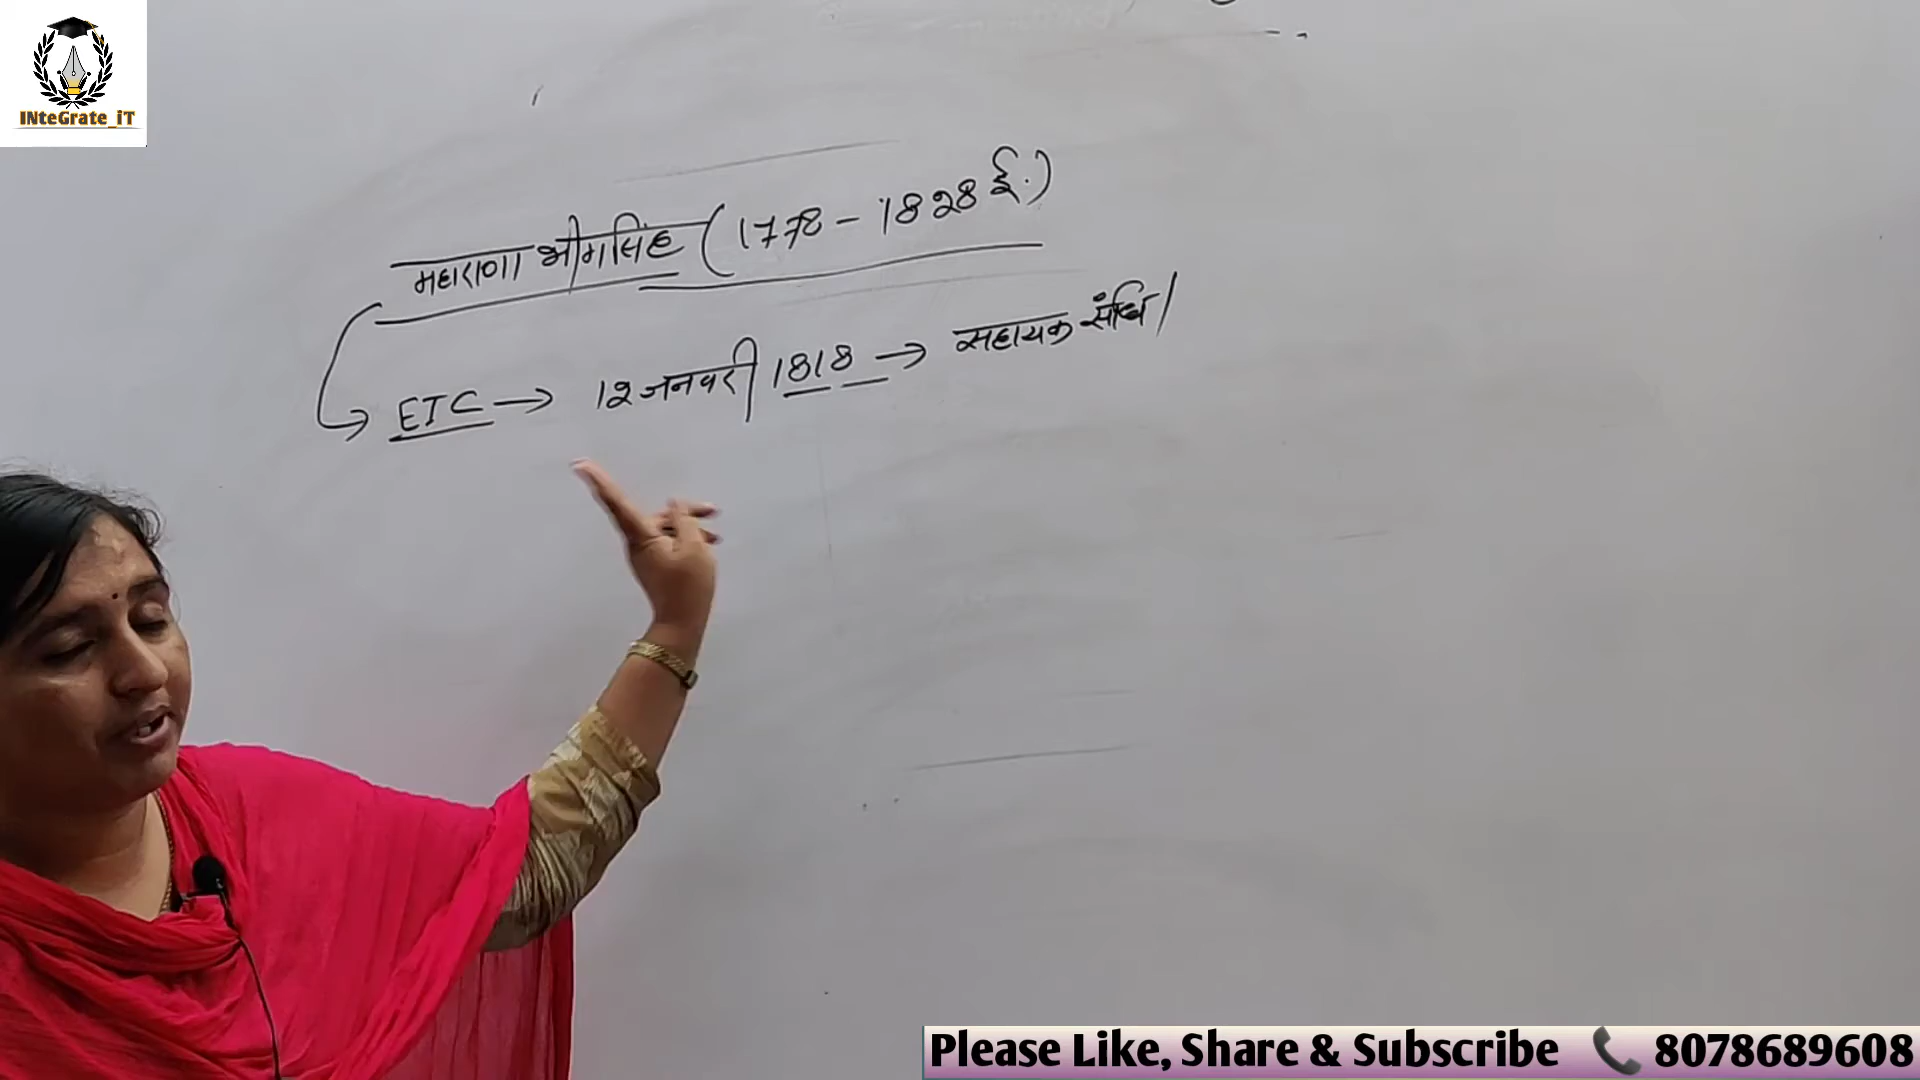 INteGrate_iT
महाराणा भीमसिंह (1778 - 1828 ई.)
EIC → 12 जनवरी 1818 → सहायक संधि।
Please Like, Share & Subscribe 8078689608